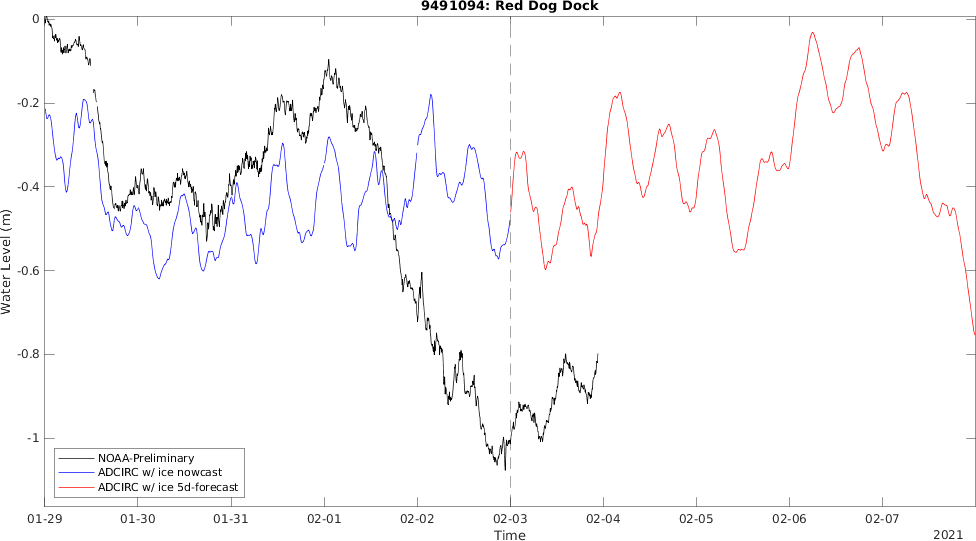 9491094: Red Dog Dock
0
-0.2
-0.4
-0.6
-0.8
-1
Water Level (m)
NOAA-Preliminary
ADCIRC w/ ice nowcast
ADCIRC w/ ice 5d-forecast
01-29 01-30 01-31 02-01 02-02 02-03 02-04 02-05 02-06 02-07
Time
2021